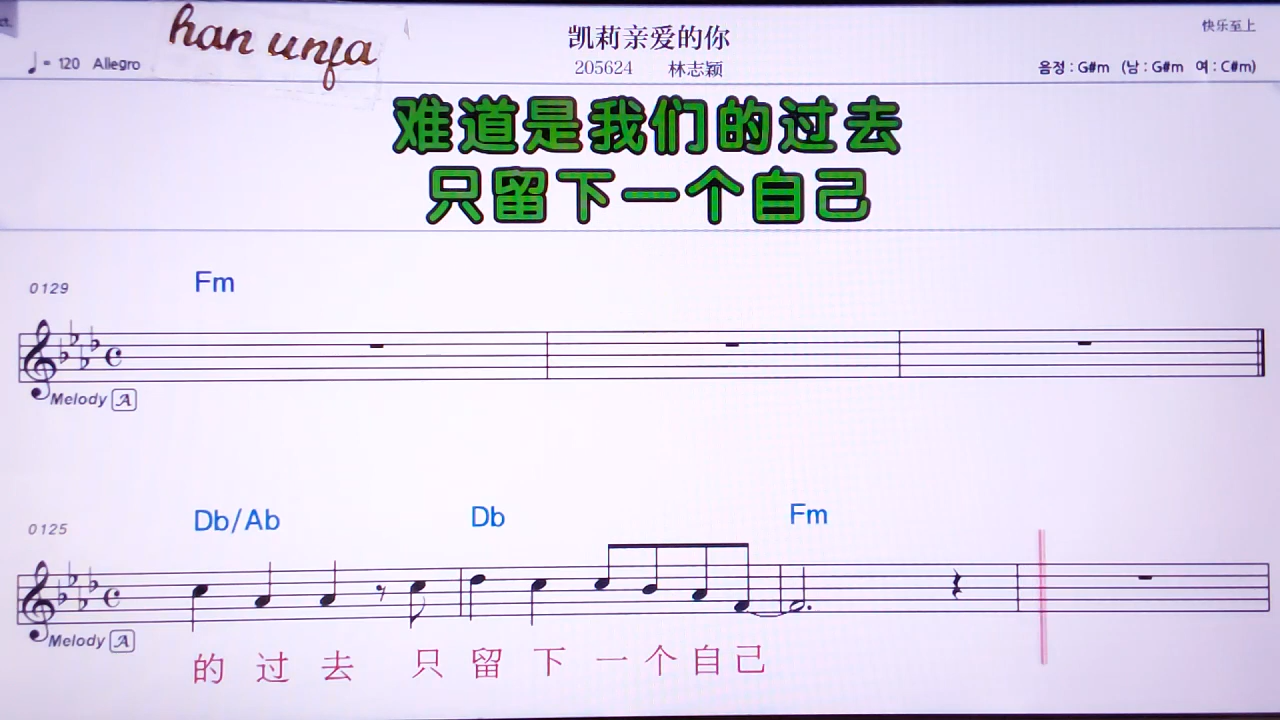 ct.
han unfa
凯莉亲爱的你
快乐至上
♩= 120 Allegro
205624 林志颖
음정 : G#m (남 : G#m 여 : C#m)
难道是我们的过去
只留下一个自己
Fm
0129
Melody A
Db/Ab Db Fm
0125
Melody A
的 过 去 只 留 下 一 个 自 己